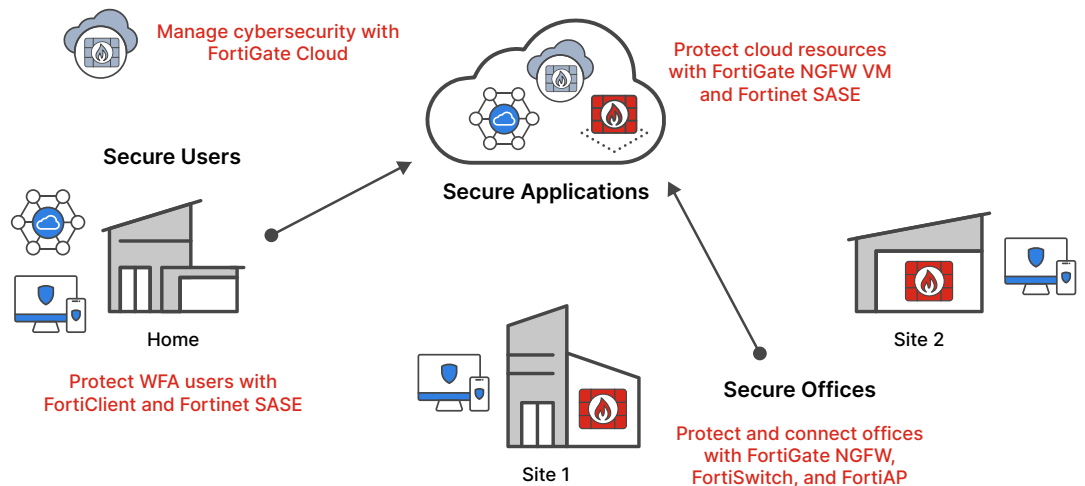 Manage cybersecurity with
FortiGate Cloud
Protect cloud resources
with FortiGate NGFW VM
and Fortinet SASE
Secure Users
Secure Applications
Home
Protect WFA users with
FortiClient and Fortinet SASE
Site 2
Secure Offices
Protect and connect offices
with FortiGate NGFW,
FortiSwitch, and FortiAP
Site 1